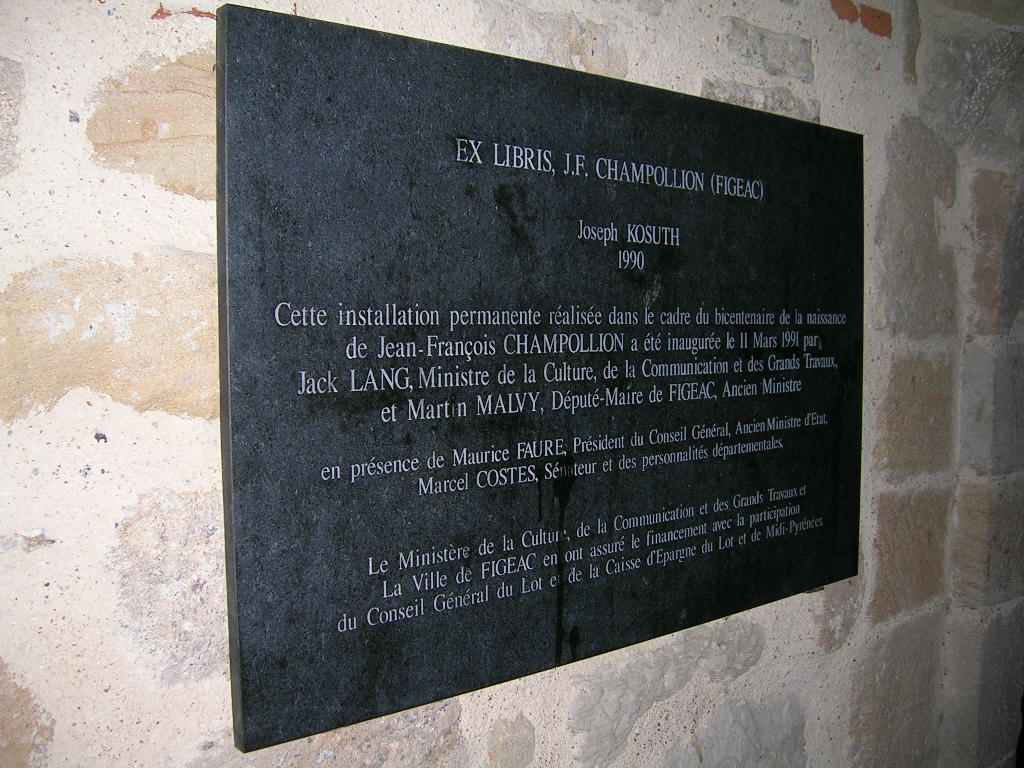 EX LIBRIS, J.F. CHAMPOLLION (FIGEAC)
Joseph KOSUTH
1990
Cette installation permanente réalisée dans le cadre du bicentenaire de la naissance
de Jean-François CHAMPOLLION a été inaugurée le 11 Mars 1991 par
Jack LANG, Ministre de la Culture, de la Communication et des Grands Travaux,
et Martin MALVY, Député-Maire de FIGEAC, Ancien Ministre
en présence de Maurice FAURE, Président du Conseil Général, Ancien Ministre d'Etat,
Marcel COSTES, Sénateur et des personnalités départementales.
Le Ministère de la Culture, de la Communication et des Grands Travaux et
La Ville de FIGEAC en ont assuré le financement avec la participation
du Conseil Général du Lot et de la Caisse d'Epargne du Lot et de Midi-Pyrénées